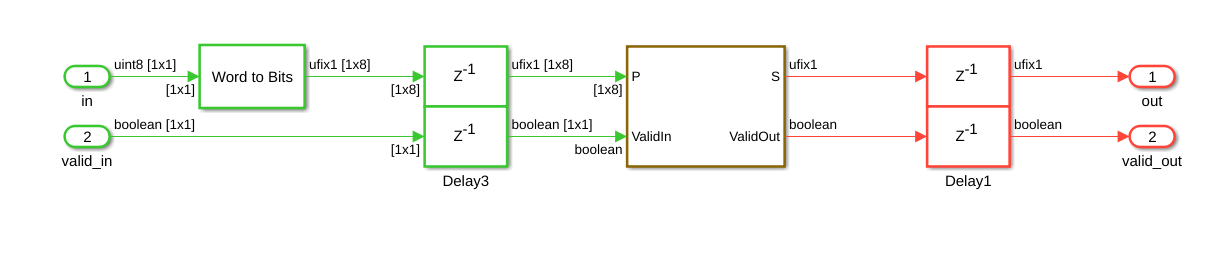 1
in
uint8 [1x1]
[1x1]
Word to Bits
ufix1 [1x8]
[1x8]
2
valid_in
boolean [1x1]
[1x1]
Z-1
Z-1
Delay3
ufix1 [1x8]
[1x8]
boolean [1x1]
boolean
P
S
ValidIn
ValidOut
ufix1
boolean
Z-1
Z-1
Delay1
ufix1
boolean
1
out
2
valid_out